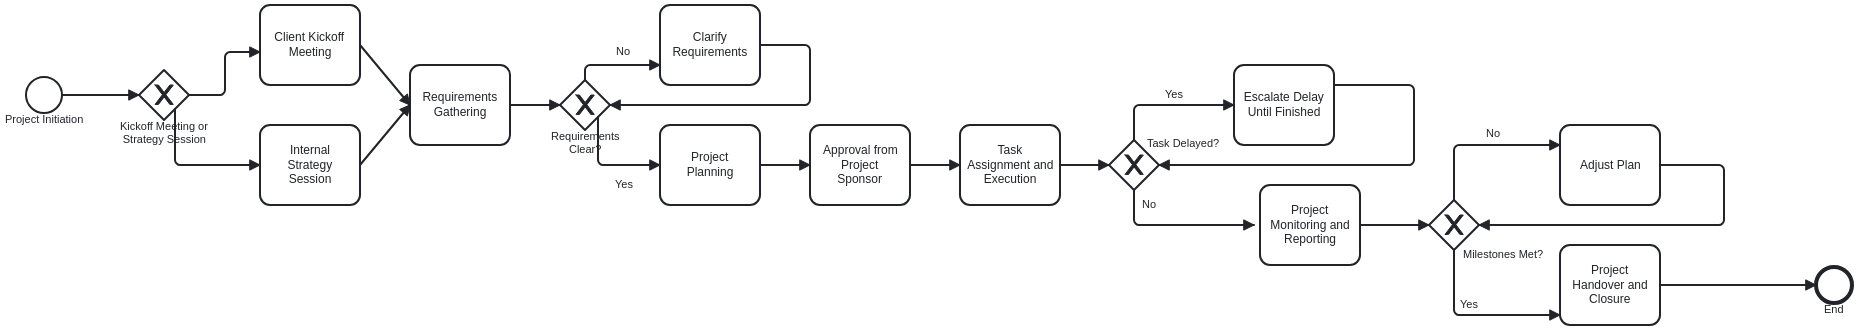 Project Initiation
Kickoff Meeting or
Strategy Session
Client Kickoff
Meeting
Internal
Strategy
Session
Requirements
Gathering
Requirements
Clear?
No
Clarify
Requirements
Yes
Project
Planning
Approval from
Project
Sponsor
Task
Assignment and
Execution
Task Delayed?
Yes
Escalate Delay
Until Finished
No
Project
Monitoring and
Reporting
Milestones Met?
No
Adjust Plan
Yes
Project
Handover and
Closure
End